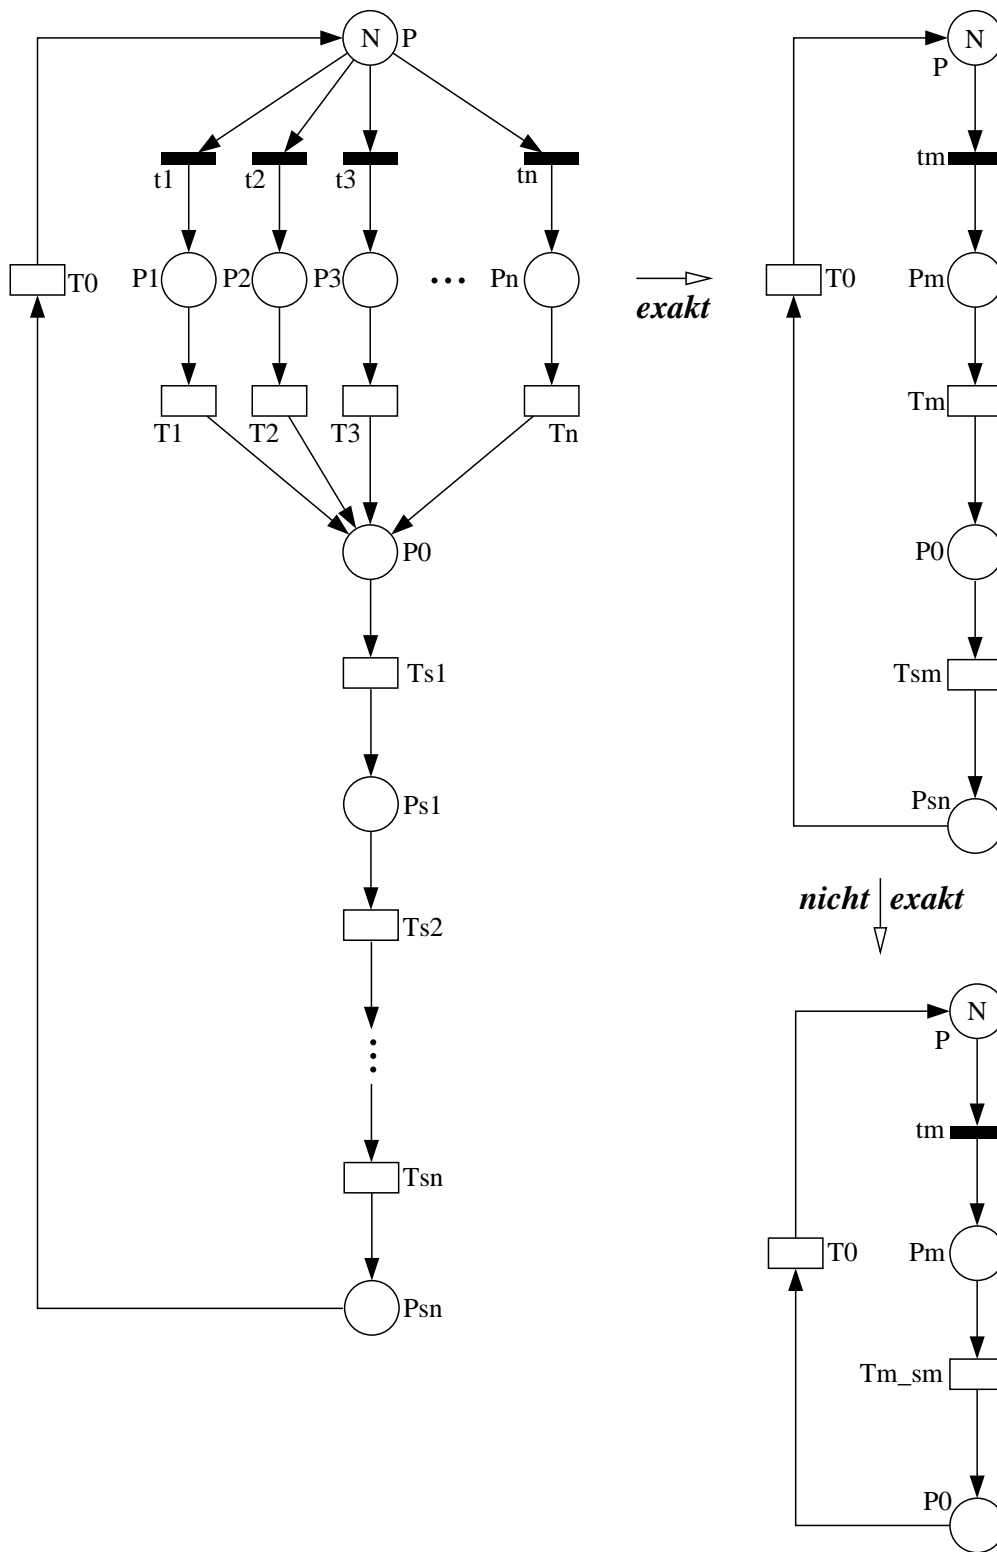 N P
t1 t2 t3 tn
T0 P1 P2 P3 ... Pn
T1 T2 T3 Tn
P0
Ts1
Ps1
Ts2
Tsn
Psn
exakt
N
P
tm
T0 Pm
Tm
P0
Tsm
Psn
nicht exakt
N
P
tm
T0 Pm
Tm_sm
P0